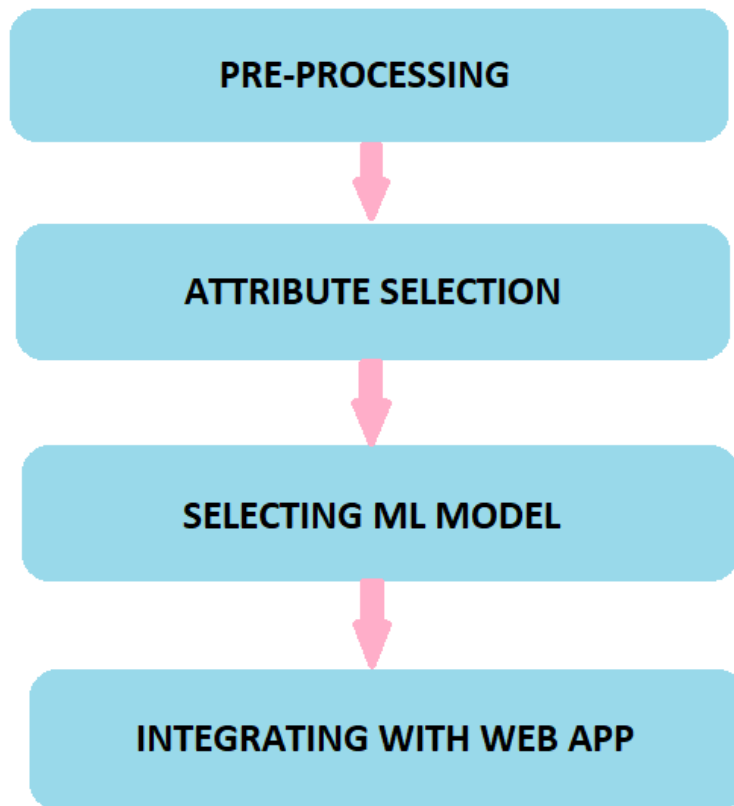 PRE-PROCESSING
ATTRIBUTE SELECTION
SELECTING ML MODEL
INTEGRATING WITH WEB APP